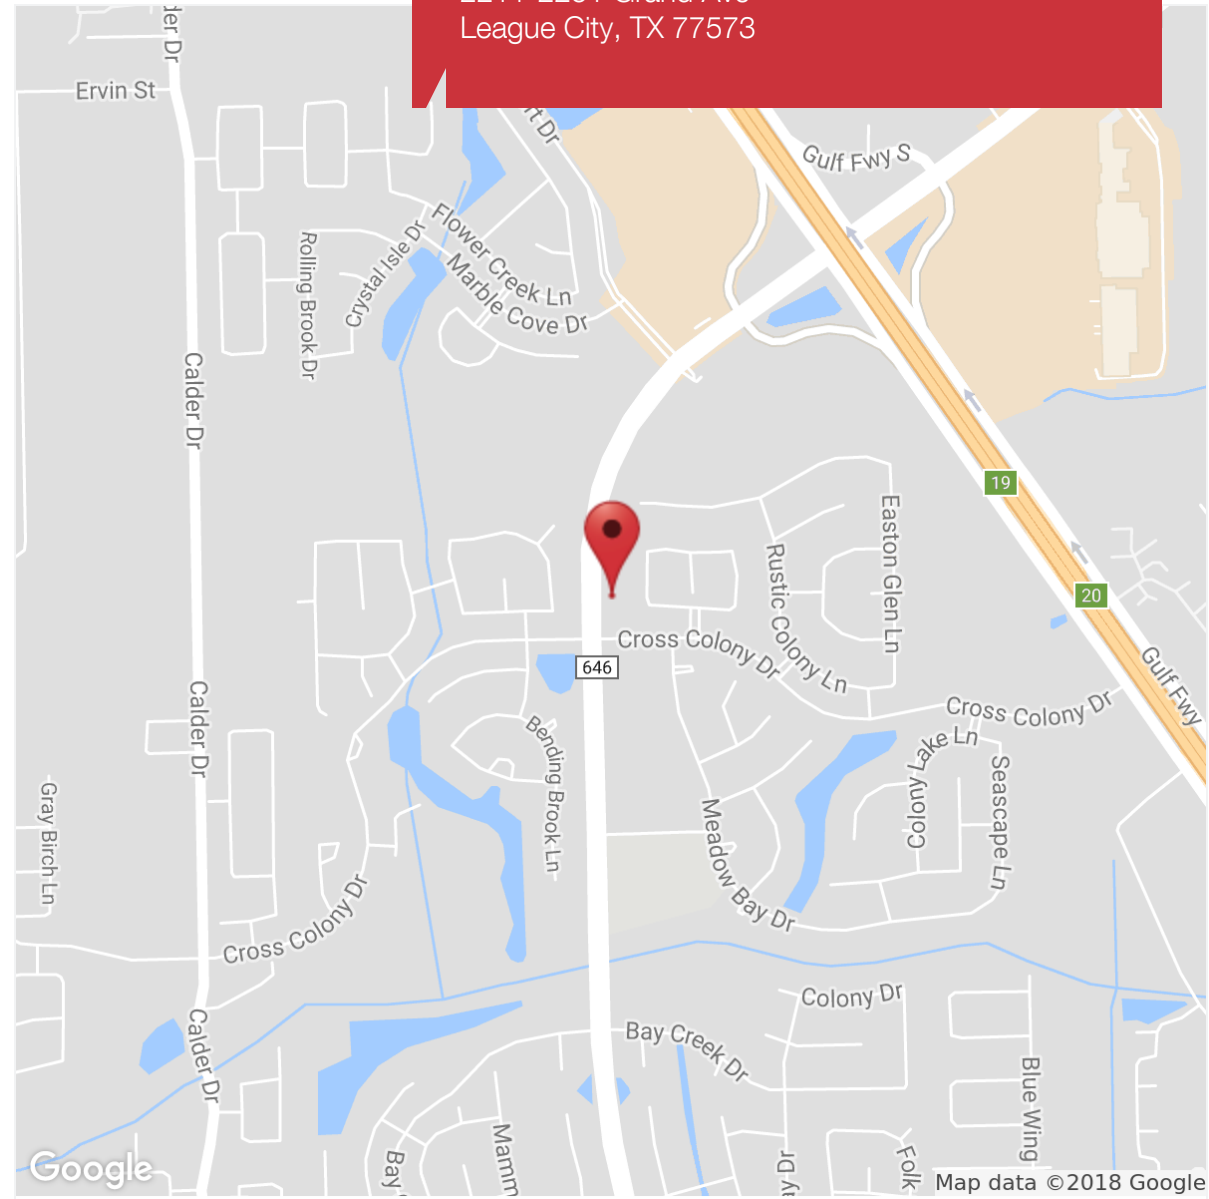 League City, TX 77573
Ervin St
Gulf Fwy S
Flower Creek Ln
Crystal Isle Dr
Rolling Brook Dr
Marble Cove Dr
Calder Dr
19
Easton Glen Ln
Rustic Colony Ln
20
Cross Colony Dr
646
Gulf Fwy
Calder Dr
Cross Colony Dr
Bending Brook Ln
Colony Lake Ln
Seascape Ln
Gray Birch Ln
Meadow Bay Dr
Cross Colony Dr
Colony Dr
Calder Dr
Bay Creek Dr
Blue Wing
Bay
Folk
Google
Map data ©2018 Google